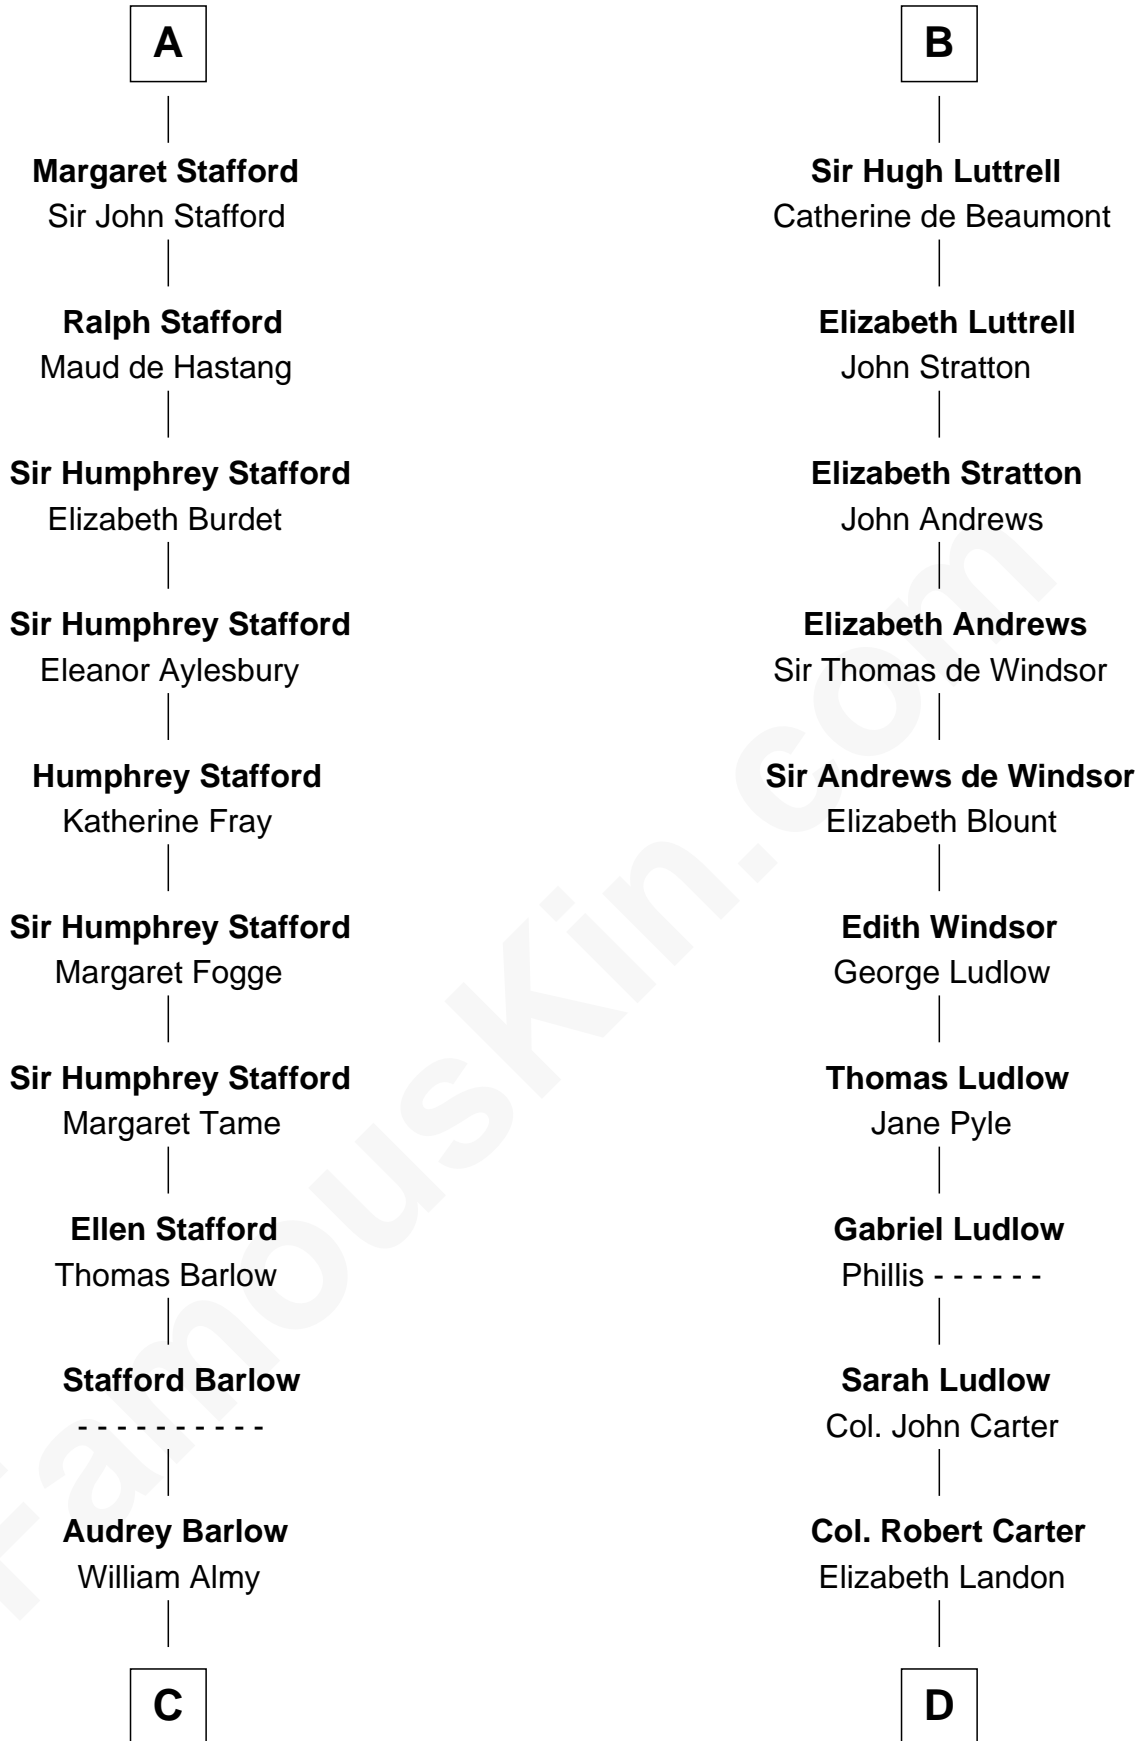 A
Margaret Stafford
Sir John Stafford
Ralph Stafford
Maud de Hastang
Sir Humphrey Stafford
Elizabeth Burdet
Sir Humphrey Stafford
Eleanor Aylesbury
Humphrey Stafford
Katherine Fray
Sir Humphrey Stafford
Margaret Fogge
Sir Humphrey Stafford
Margaret Tame
Ellen Stafford
Thomas Barlow
Stafford Barlow
- - - - - - - - - -
Audrey Barlow
William Almy
C
B
Sir Hugh Luttrell
Catherine de Beaumont
Elizabeth Luttrell
John Stratton
Elizabeth Stratton
John Andrews
Elizabeth Andrews
Sir Thomas de Windsor
Sir Andrews de Windsor
Elizabeth Blount
Edith Windsor
George Ludlow
Thomas Ludlow
Jane Pyle
Gabriel Ludlow
Phillis - - - - - -
Sarah Ludlow
Col. John Carter
Col. Robert Carter
Elizabeth Landon
D
FamousKin.com